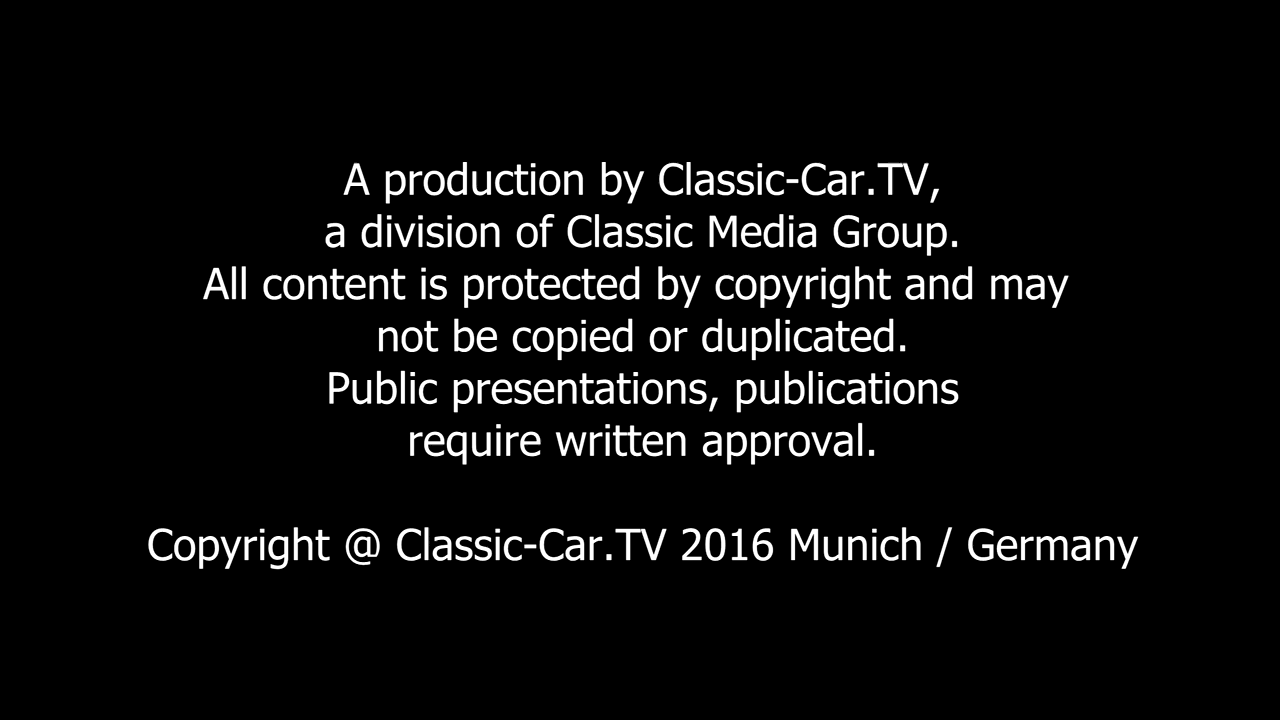 A production by Classic-Car.TV,
a division of Classic Media Group.
All content is protected by copyright and may
not be copied or duplicated.
Public presentations, publications
require written approval.
Copyright @ Classic-Car.TV 2016 Munich / Germany